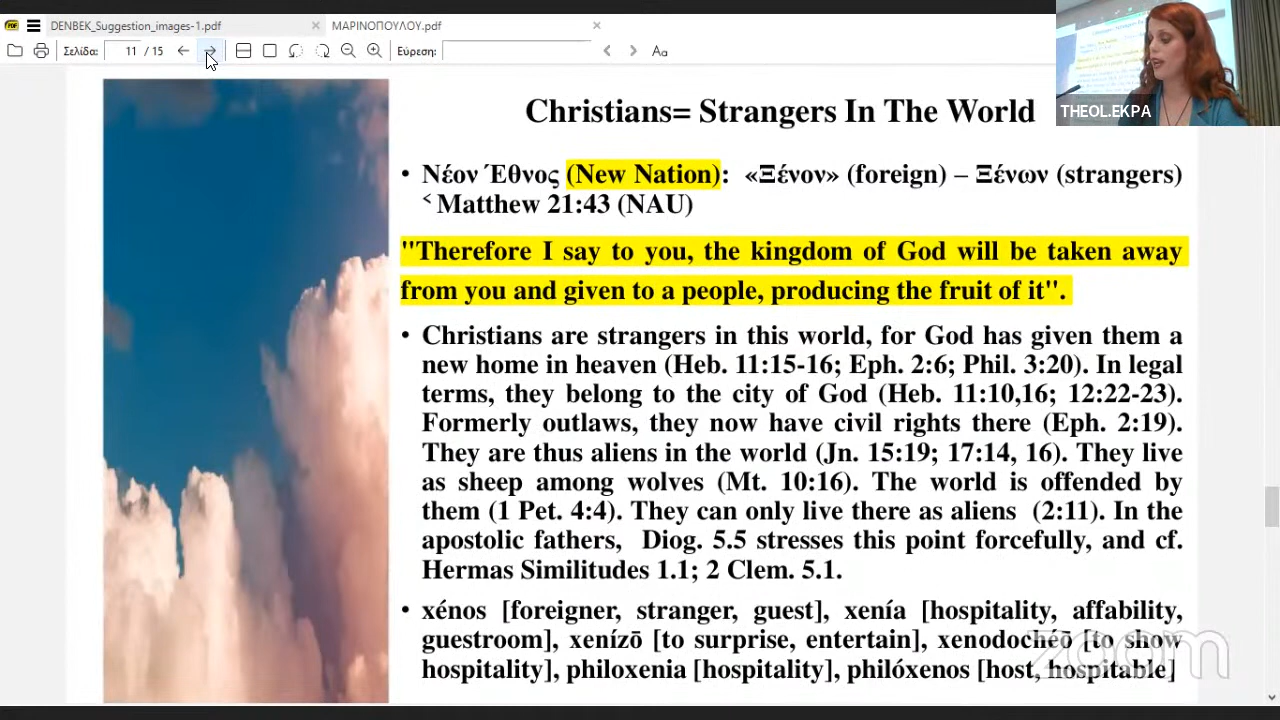 DENBEK_Suggestion_images-1.pdf
ΜΑΡΙΝΟΠΟΥΛΟΥ.pdf
Σελίδα: 11 / 15 Εύρεση: Aa
THEOL.EKPA
Christians= Strangers In The World
• Νέον Έθνος (New Nation): «Ξένον» (foreign) – Ξένων (strangers)
˂ Matthew 21:43 (NAU)
"Therefore I say to you, the kingdom of God will be taken away
from you and given to a people, producing the fruit of it".
• Christians are strangers in this world, for God has given them a
new home in heaven (Heb. 11:15-16; Eph. 2:6; Phil. 3:20). In legal
terms, they belong to the city of God (Heb. 11:10,16; 12:22-23).
Formerly outlaws, they now have civil rights there (Eph. 2:19).
They are thus aliens in the world (Jn. 15:19; 17:14, 16). They live
as sheep among wolves (Mt. 10:16). The world is offended by
them (1 Pet. 4:4). They can only live there as aliens (2:11). In the
apostolic fathers, Diog. 5.5 stresses this point forcefully, and cf.
Hermas Similitudes 1.1; 2 Clem. 5.1.
• xénos [foreigner, stranger, guest], xenía [hospitality, affability,
guestroom], xenízō [to surprise, entertain], xenodochéō [to show
hospitality], philoxenia [hospitality], philóxenos [host, hospitable]
zoom